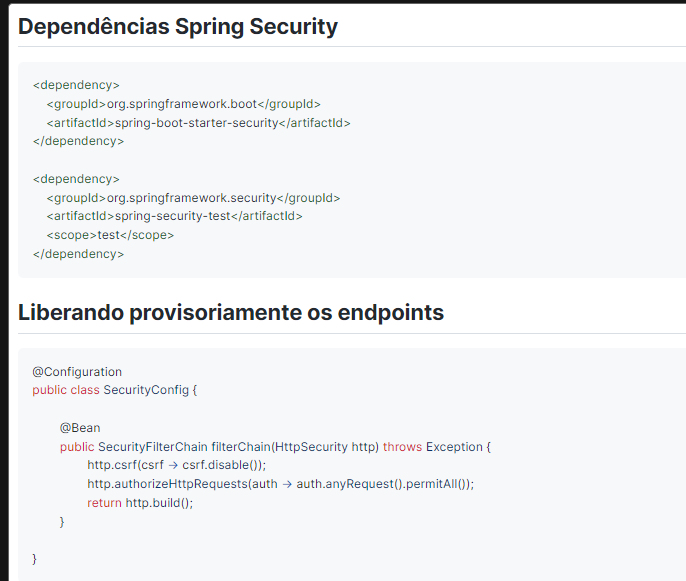 Dependências Spring Security
<dependency>
<groupId>org.springframework.boot</groupId>
<artifactId>spring-boot-starter-security</artifactId>
</dependency>
<dependency>
<groupId>org.springframework.security</groupId>
<artifactId>spring-security-test</artifactId>
<scope>test</scope>
</dependency>
Liberando provisoriamente os endpoints
@Configuration
public class SecurityConfig {
@Bean
public SecurityFilterChain filterChain(HttpSecurity http) throws Exception {
http.csrf(csrf → csrf.disable());
http.authorizeHttpRequests(auth → auth.anyRequest().permitAll());
return http.build();
}
}